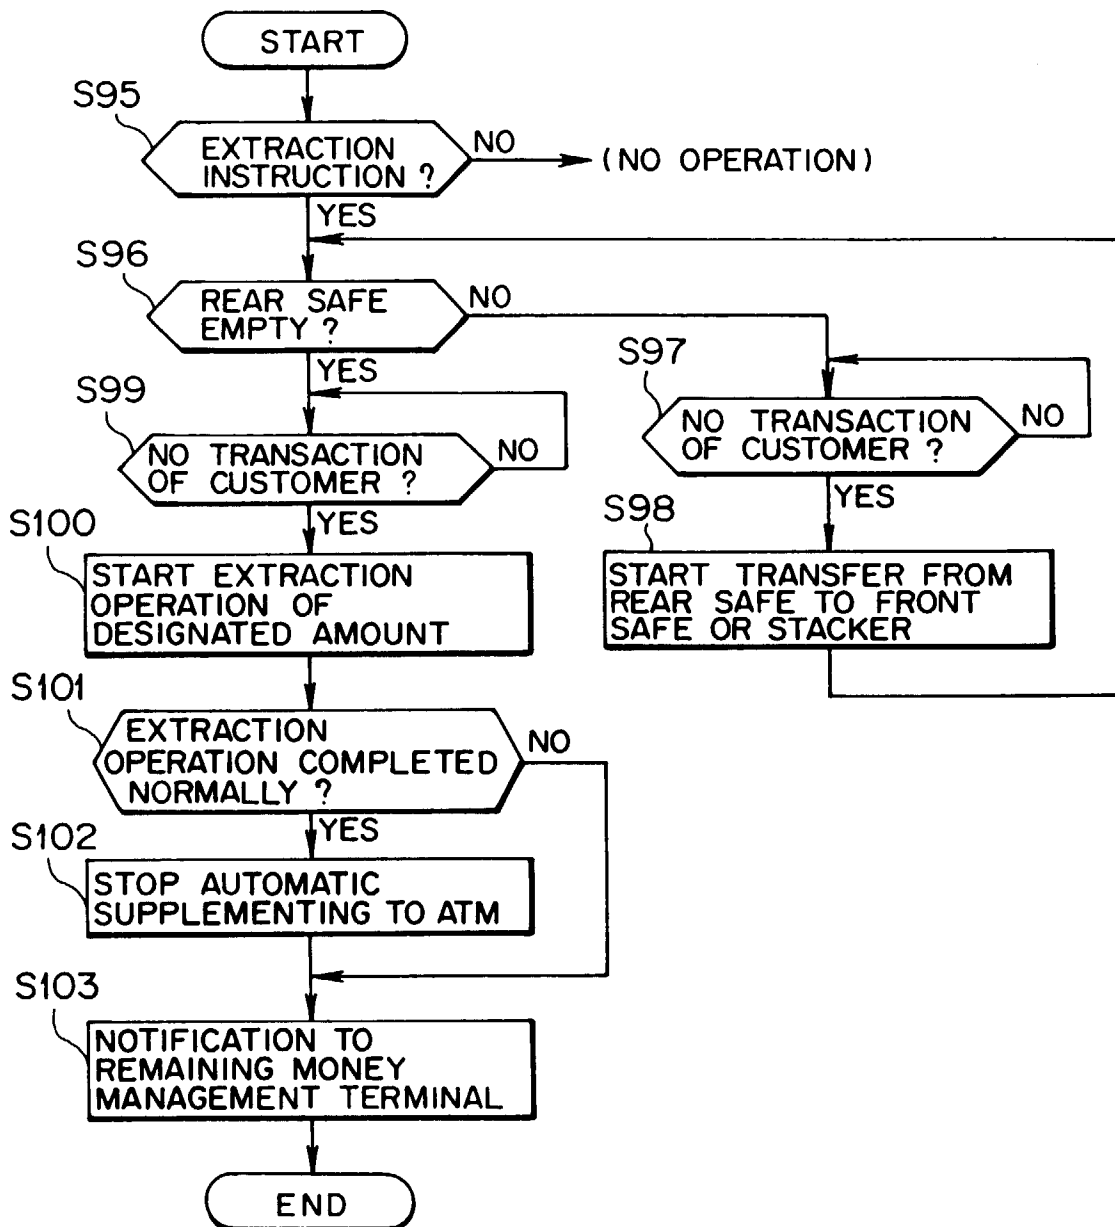 START
S95
EXTRACTION
INSTRUCTION ?
NO
(NO OPERATION)
YES
S96
REAR SAFE
EMPTY ?
NO
YES
S97
NO TRANSACTION
OF CUSTOMER ?
NO
YES
S98
START TRANSFER FROM
REAR SAFE TO FRONT
SAFE OR STACKER
S99
NO TRANSACTION
OF CUSTOMER ?
NO
YES
S100
START EXTRACTION
OPERATION OF
DESIGNATED AMOUNT
S101
EXTRACTION
OPERATION COMPLETED
NORMALLY ?
NO
YES
S102
STOP AUTOMATIC
SUPPLEMENTING TO ATM
S103
NOTIFICATION TO
REMAINING MONEY
MANAGEMENT TERMINAL
END